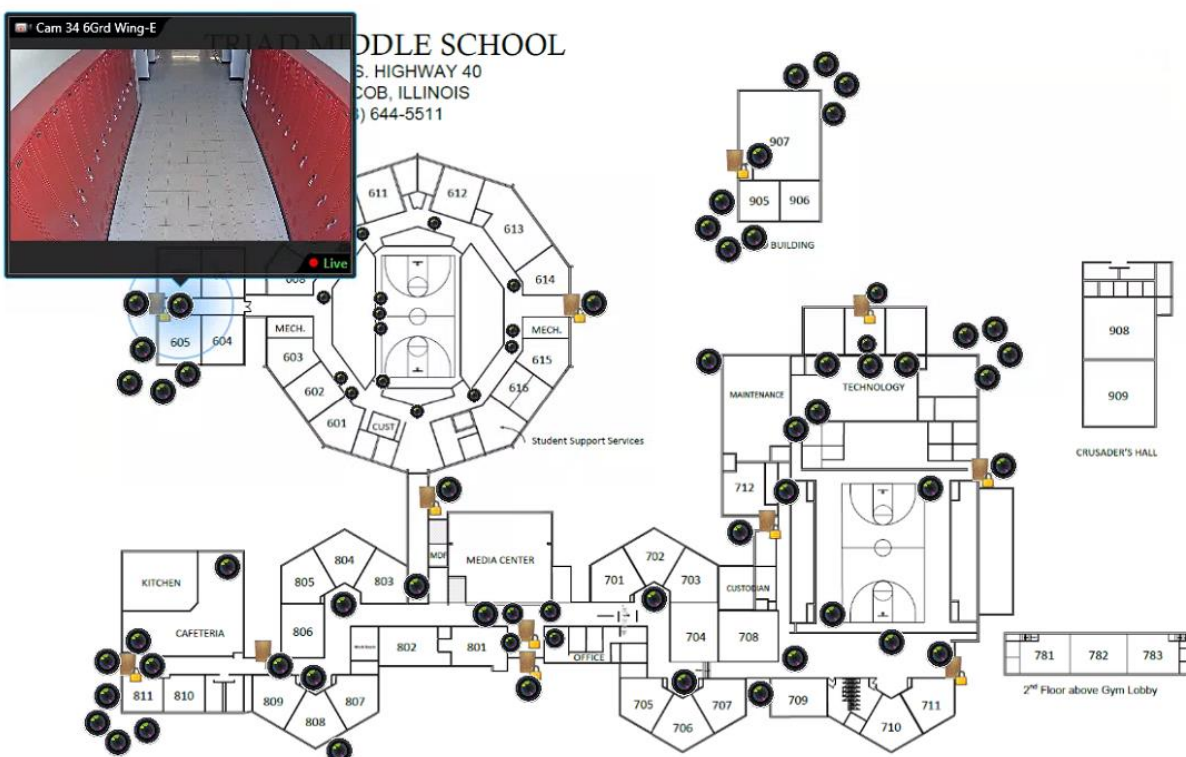 Cam 34 6Grd Wing-E
TRIAD MIDDLE SCHOOL
S. HIGHWAY 40
COB, ILLINOIS
) 644-5511
Live
611
612
613
614
608
MECH.
MECH.
605
604
603
602
601
CUST
615
616
Student Support Services
907
905
906
BUILDING
908
909
CRUSADER'S HALL
MAINTENANCE
TECHNOLOGY
712
CUSTODIAN
KITCHEN
CAFETERIA
804
805
803
806
MDF
MEDIA CENTER
702
701
703
704
708
802
801
OFFICE
811
810
809
808
807
705
706
707
709
710
711
781
782
783
2nd Floor above Gym Lobby